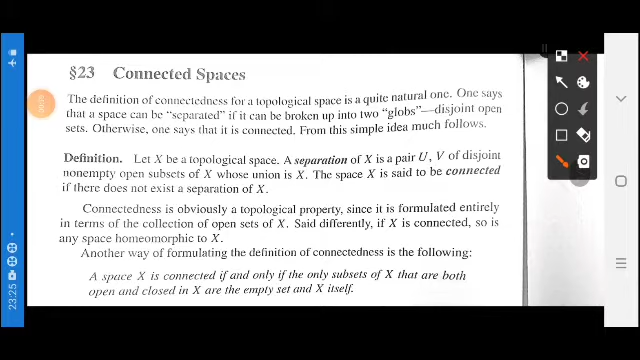 §23 Connected Spaces
The definition of connectedness for a topological space is a quite natural one. One says
that a space can be "separated" if it can be broken up into two "globs"—disjoint open
sets. Otherwise, one says that it is connected. From this simple idea much follows.
Definition. Let X be a topological space. A separation of X is a pair U, V of disjoint
nonempty open subsets of X whose union is X. The space X is said to be connected
if there does not exist a separation of X.
Connectedness is obviously a topological property, since it is formulated entirely
in terms of the collection of open sets of X. Said differently, if X is connected, so is
any space homeomorphic to X.
Another way of formulating the definition of connectedness is the following:
A space X is connected if and only if the only subsets of X that are both
open and closed in X are the empty set and X itself.
23:25